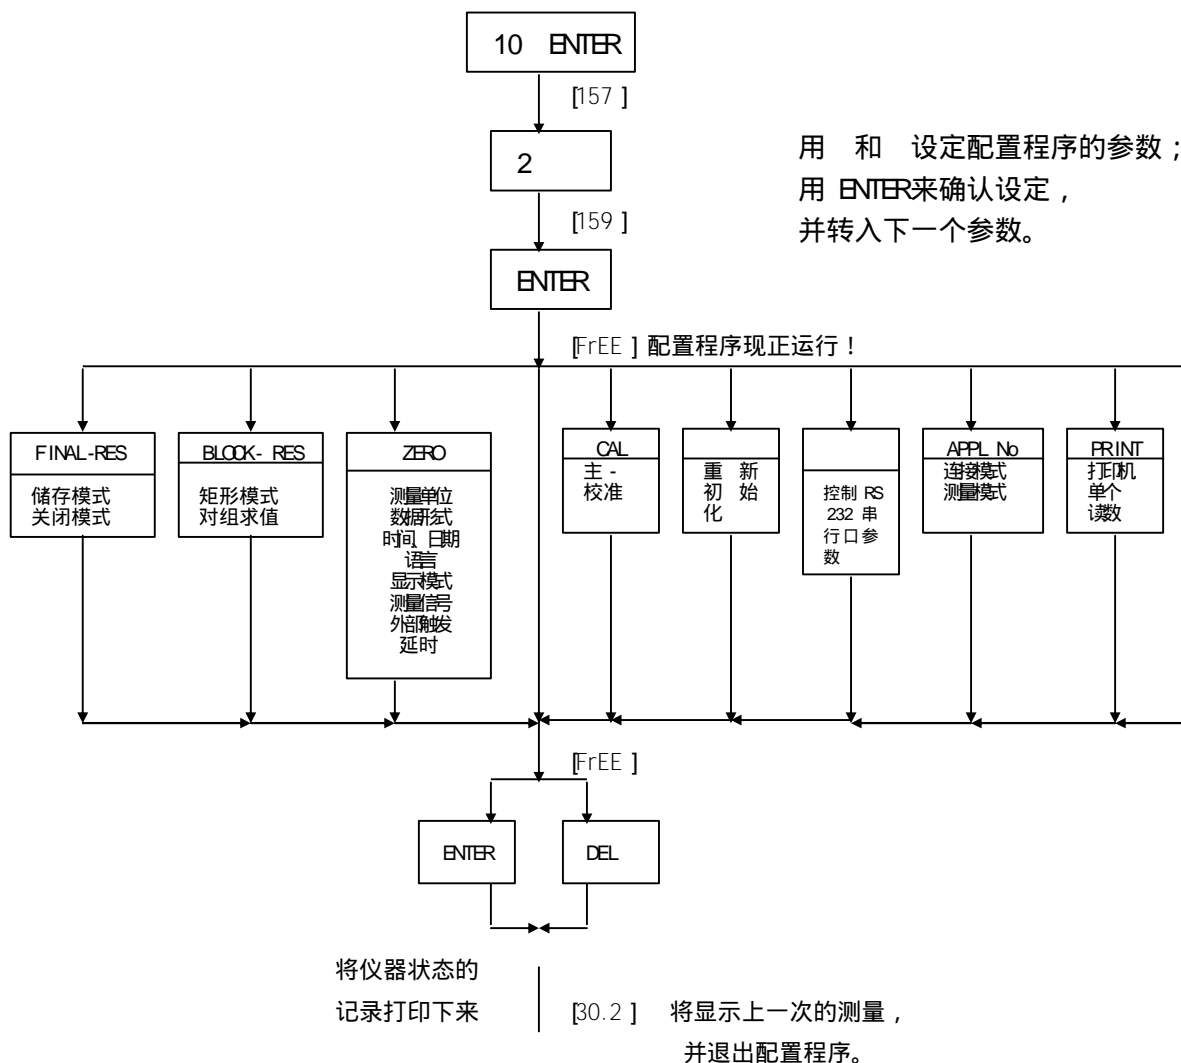 10 ENTER
[157 ]
2
用 和 设定配置程序的参数；
用 ENTER来确认设定，
并转入下一个参数。
[159 ]
ENTER
[FrEE ] 配置程序现正运行！
FINAL-RES
储存模式
关闭模式
BLOCK- RES
矩形模式
对组求值
ZERO
测量单位
数据形式
时间、日期
语言
显示模式
测量信号
外部触发
延时
CAL
主 -
校准
重 新
初 始
化
控制 RS
232 串
行口参
数
APPL No
连接模式
测量模式
PRINT
打印机
单个
读数
[FrEE ]
ENTER
DEL
将仪器状态的
记录打印下来
[30.2 ] 将显示上一次的测量，
并退出配置程序。